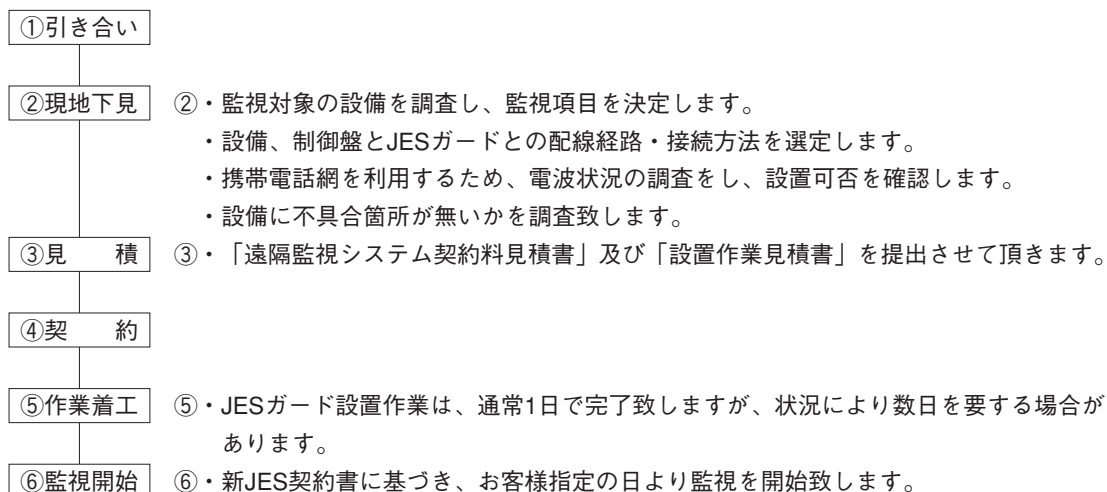 ①引き合い
②現地下見 ②・監視対象の設備を調査し、監視項目を決定します。
・設備、制御盤とJESガードとの配線経路・接続方法を選定します。
・携帯電話網を利用するため、電波状況の調査をし、設置可否を確認します。
・設備に不具合箇所が無いかを調査致します。
③見　　積 ③・「遠隔監視システム契約料見積書」及び「設置作業見積書」を提出させて頂きます。
④契　　約
⑤作業着工 ⑤・JESガード設置作業は、通常1日で完了致しますが、状況により数日を要する場合が
あります。
⑥監視開始 ⑥・新JES契約書に基づき、お客様指定の日より監視を開始致します。